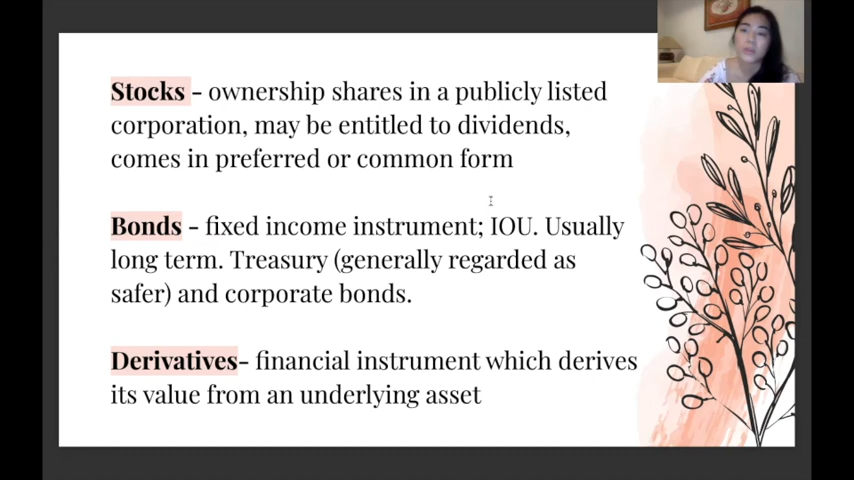 Stocks - ownership shares in a publicly listed
corporation, may be entitled to dividends,
comes in preferred or common form
Bonds - fixed income instrument; IOU. Usually
long term. Treasury (generally regarded as
safer) and corporate bonds.
Derivatives- financial instrument which derives
its value from an underlying asset